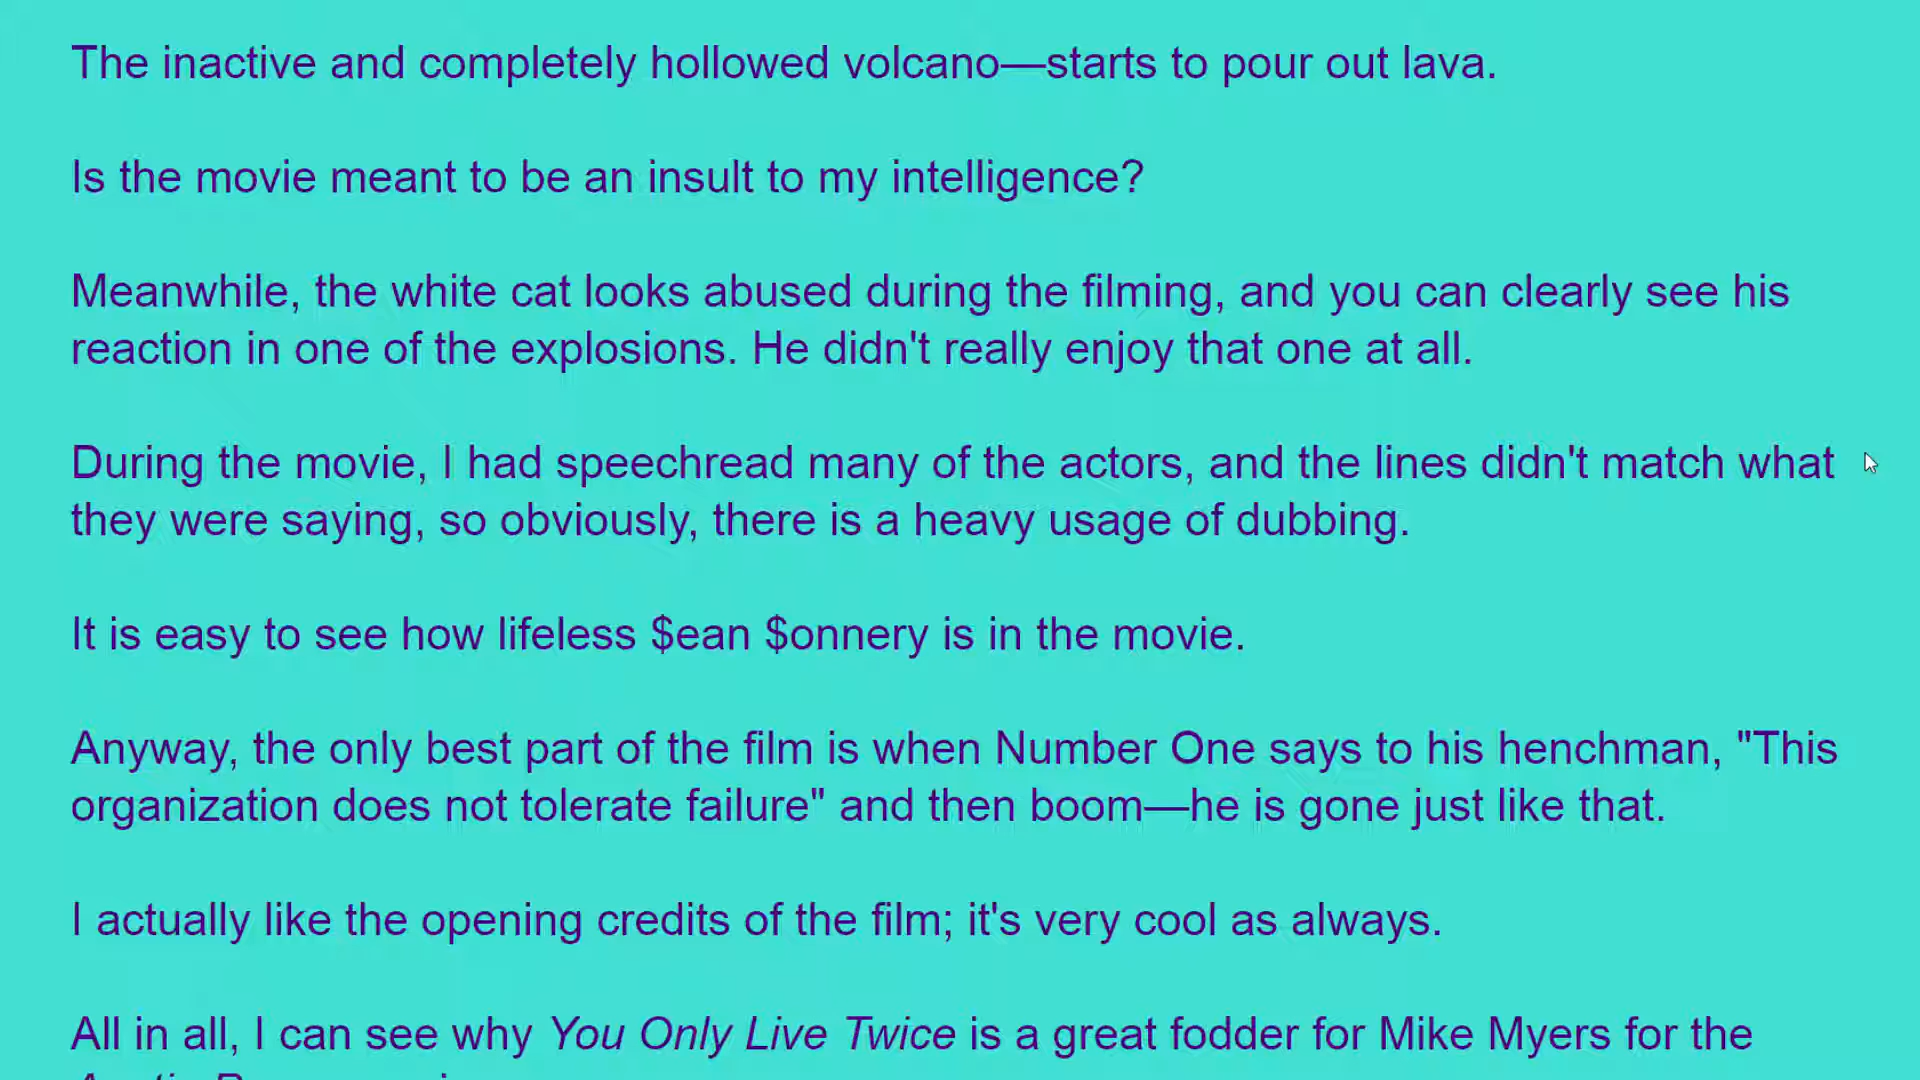 The inactive and completely hollowed volcano—starts to pour out lava.
Is the movie meant to be an insult to my intelligence?
Meanwhile, the white cat looks abused during the filming, and you can clearly see his
reaction in one of the explosions. He didn't really enjoy that one at all.
During the movie, I had speechread many of the actors, and the lines didn't match what
they were saying, so obviously, there is a heavy usage of dubbing.
It is easy to see how lifeless $ean $onnery is in the movie.
Anyway, the only best part of the film is when Number One says to his henchman, "This
organization does not tolerate failure" and then boom—he is gone just like that.
I actually like the opening credits of the film; it's very cool as always.
All in all, I can see why You Only Live Twice is a great fodder for Mike Myers for the